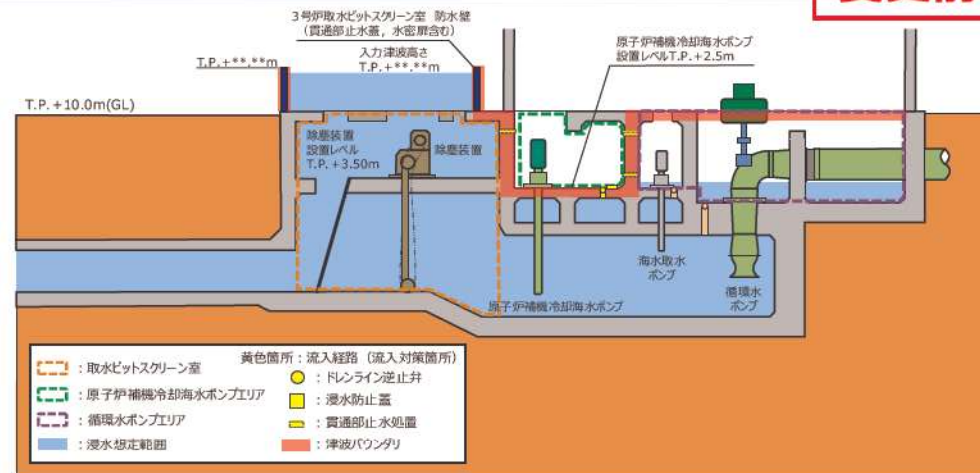 3号炉取水ピットスクリーン室 防水壁
(貫通部止水蓋，水密扉含む)
入力津波高さ
T.P.+**.**m
T.P.+**.**m
原子炉補機冷却海水ポンプ
設置レベルT.P.+2.5m
T.P.+10.0m(GL)
除塵装置
設置レベル
T.P.+3.50m
除塵装置
海水取水
ポンプ
循環水
ポンプ
原子炉補機冷却海水ポンプ
黄色箇所：流入経路（流入対策箇所）
：取水ピットスクリーン室
：原子炉補機冷却海水ポンプエリア
：循環水ポンプエリア
：浸水想定範囲
：ドレンライン逆止弁
：浸水防止蓋
：貫通部止水処置
：津波バウンダリ